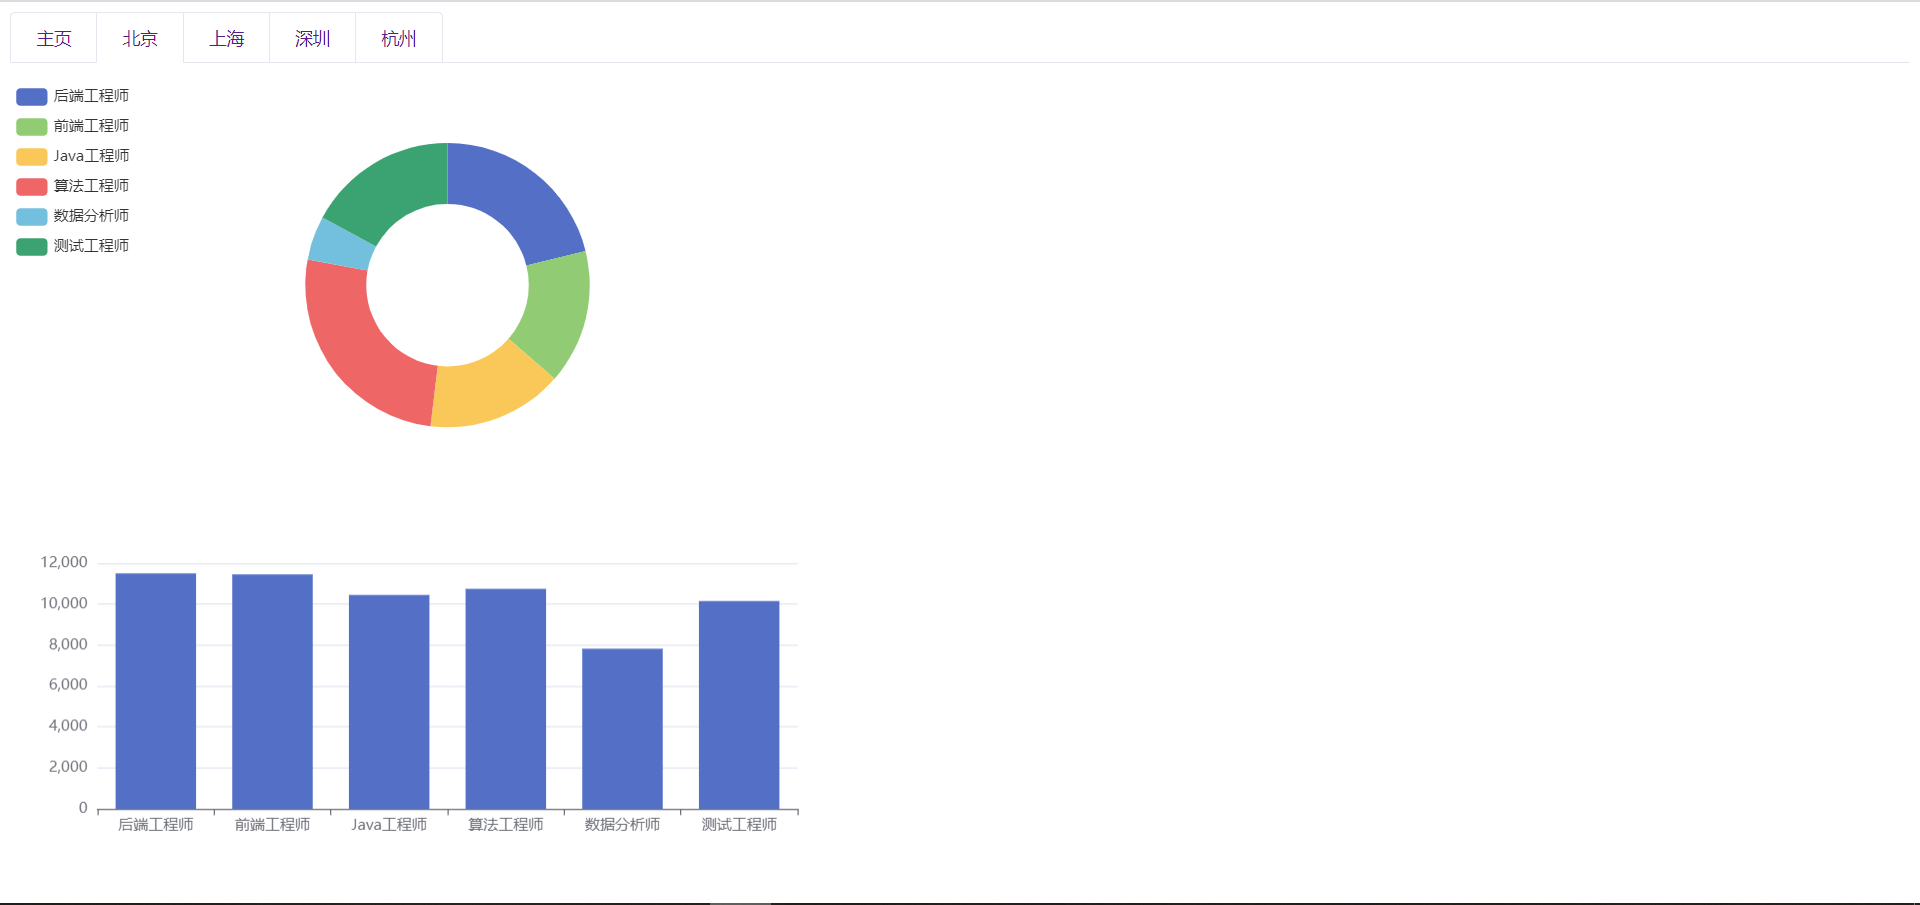 主页 北京 上海 深圳 杭州
后端工程师
前端工程师
Java工程师
算法工程师
数据分析师
测试工程师
12,000
10,000
8,000
6,000
4,000
2,000
0
后端工程师 前端工程师 Java工程师 算法工程师 数据分析师 测试工程师